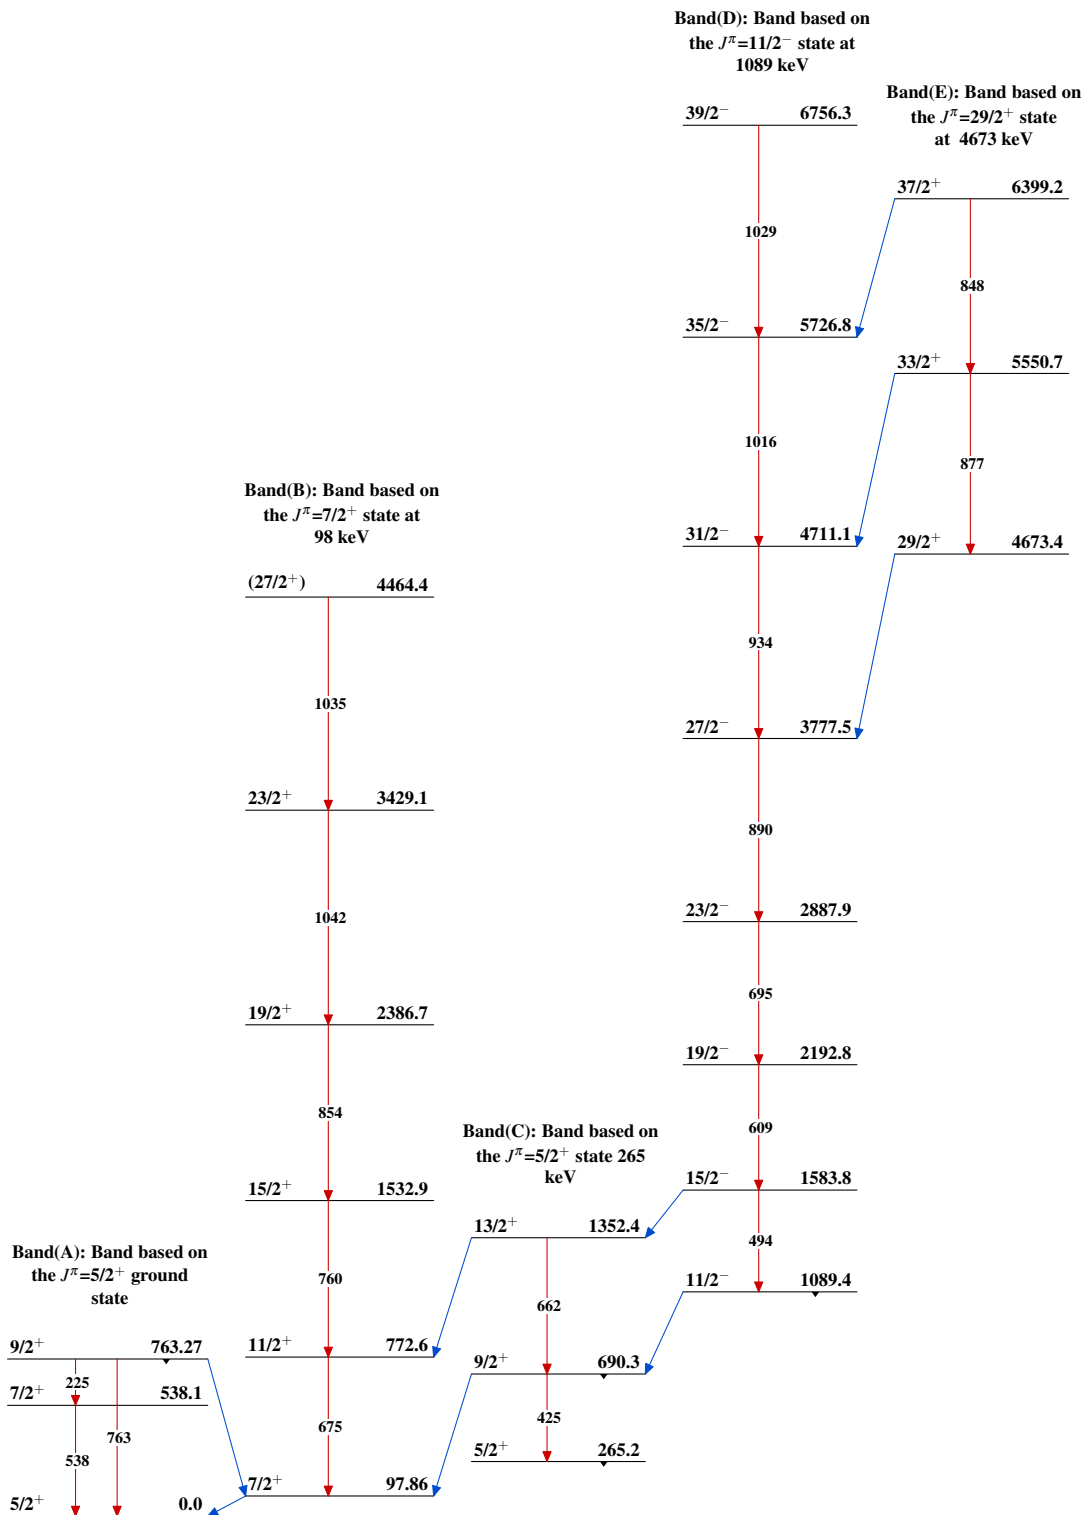 Band(D): Band based on
the Jπ=11/2− state at
1089 keV
39/2− 6756.3
1029
35/2− 5726.8
1016
31/2− 4711.1
934
27/2− 3777.5
890
23/2− 2887.9
695
19/2− 2192.8
609
15/2− 1583.8
494
11/2− 1089.4
Band(E): Band based on
the Jπ=29/2+ state
at 4673 keV
37/2+ 6399.2
848
33/2+ 5550.7
877
29/2+ 4673.4
Band(B): Band based on
the Jπ=7/2+ state at
98 keV
(27/2+) 4464.4
1035
23/2+ 3429.1
1042
19/2+ 2386.7
854
15/2+ 1532.9
760
11/2+ 772.6
675
7/2+ 97.86
Band(C): Band based on
the Jπ=5/2+ state 265
keV
13/2+ 1352.4
662
9/2+ 690.3
425
5/2+ 265.2
Band(A): Band based on
the Jπ=5/2+ ground
state
9/2+ 763.27
225
7/2+ 538.1
763
538
5/2+ 0.0